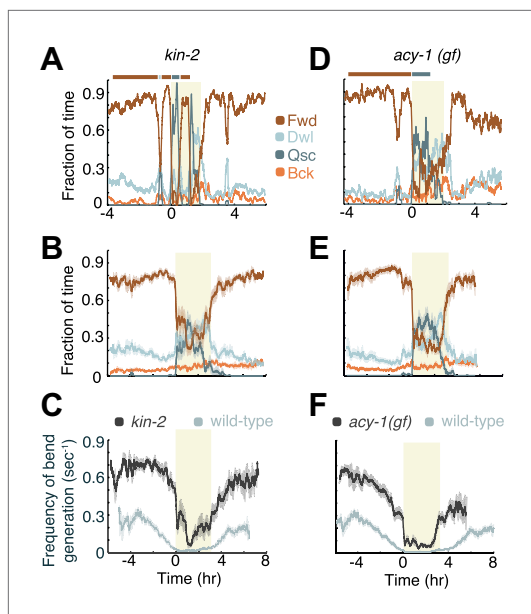 A
kin-2
D
acy-1 (gf)
Fraction of time
0.9
0.6
0.3
0
-4
0
4
-4
0
4
Fwd
Dwl
Qsc
Bck
B
E
Fraction of time
0.9
0.6
0.3
0
C
F
kin-2
wild-type
acy-1(gf)
wild-type
Frequency of bend
generation (sec⁻¹)
0.9
0.6
0.3
0
-4
0
4
8
-4
0
4
8
Time (hr)
Time (hr)